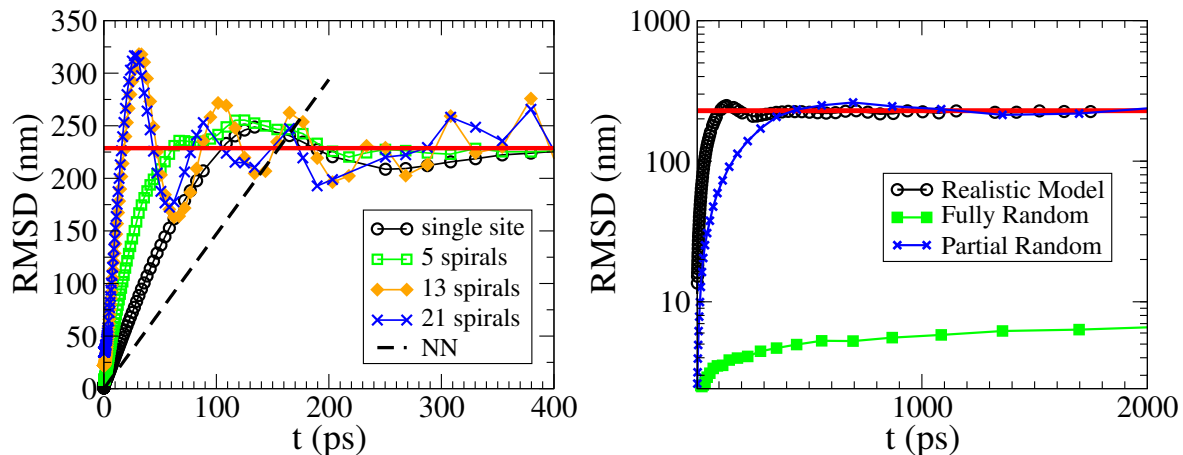 350
300
250
200
150
100
50
0
RMSD (nm)
single site
5 spirals
13 spirals
21 spirals
NN
0
100
200
300
400
t (ps)
1000
100
10
RMSD (nm)
Realistic Model
Fully Random
Partial Random
1000
2000
t (ps)